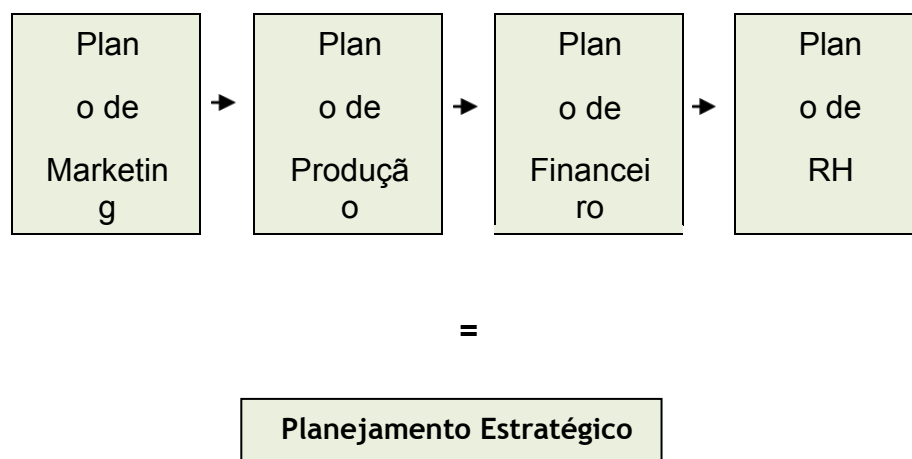 Plan
o de
Marketin
g
Plan
o de
Produçã
o
Plan
o de
Financei
ro
Plan
o de
RH
=
Planejamento Estratégico